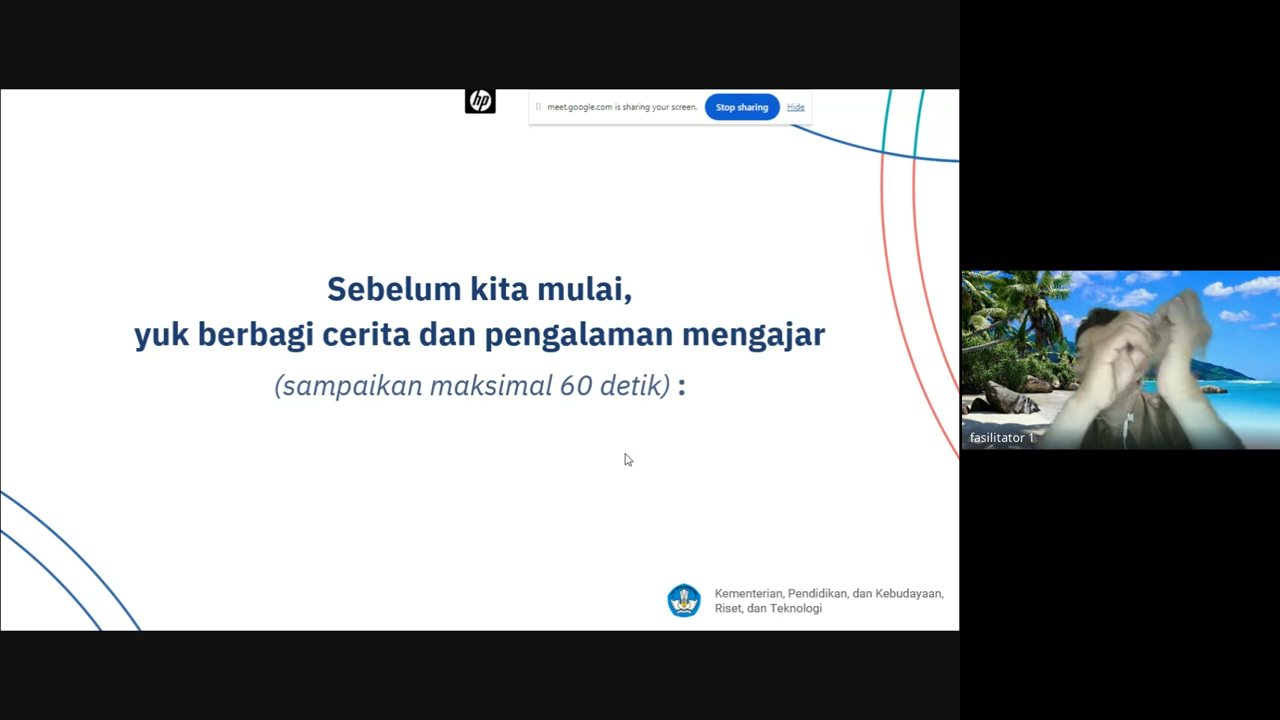 hp
meet.google.com is sharing your screen.
Stop sharing
Hide
Sebelum kita mulai,
yuk berbagi cerita dan pengalaman mengajar
(sampaikan maksimal 60 detik) :
fasilitator 1
Kementerian, Pendidikan, dan Kebudayaan,
Riset, dan Teknologi